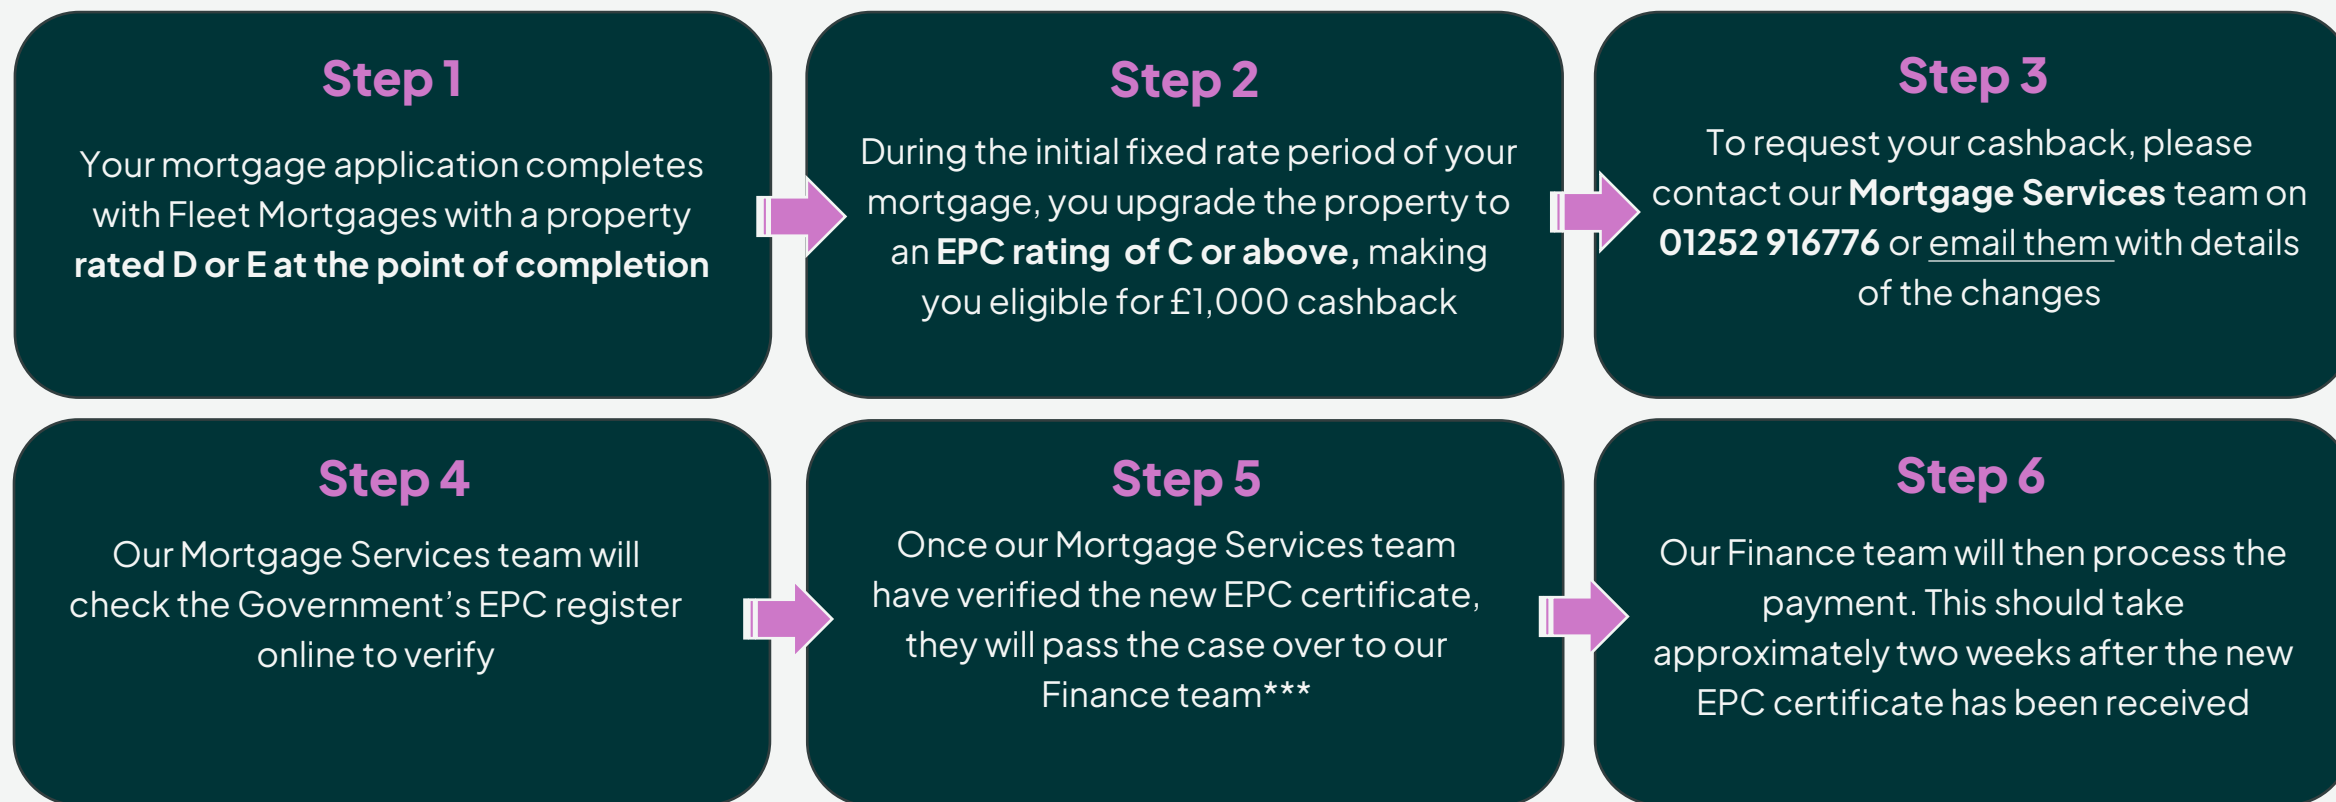 Step 1
Your mortgage application completes
with Fleet Mortgages with a property
rated D or E at the point of completion
Step 2
During the initial fixed rate period of your
mortgage, you upgrade the property to
an EPC rating of C or above, making
you eligible for £1,000 cashback
Step 3
To request your cashback, please
contact our Mortgage Services team on
01252 916776 or email them with details
of the changes
Step 4
Our Mortgage Services team will
check the Government’s EPC register
online to verify
Step 5
Once our Mortgage Services team
have verified the new EPC certificate,
they will pass the case over to our
Finance team***
Step 6
Our Finance team will then process the
payment. This should take
approximately two weeks after the new
EPC certificate has been received